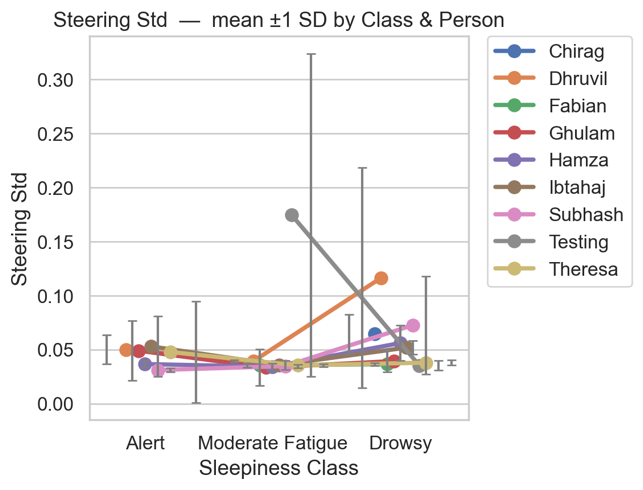 Steering Std — mean ±1 SD by Class & Person
Steering Std
0.30
0.25
0.20
0.15
0.10
0.05
0.00
Alert
Moderate Fatigue
Drowsy
Sleepiness Class
Chirag
Dhruvil
Fabian
Ghulam
Hamza
Ibtahaj
Subhash
Testing
Theresa